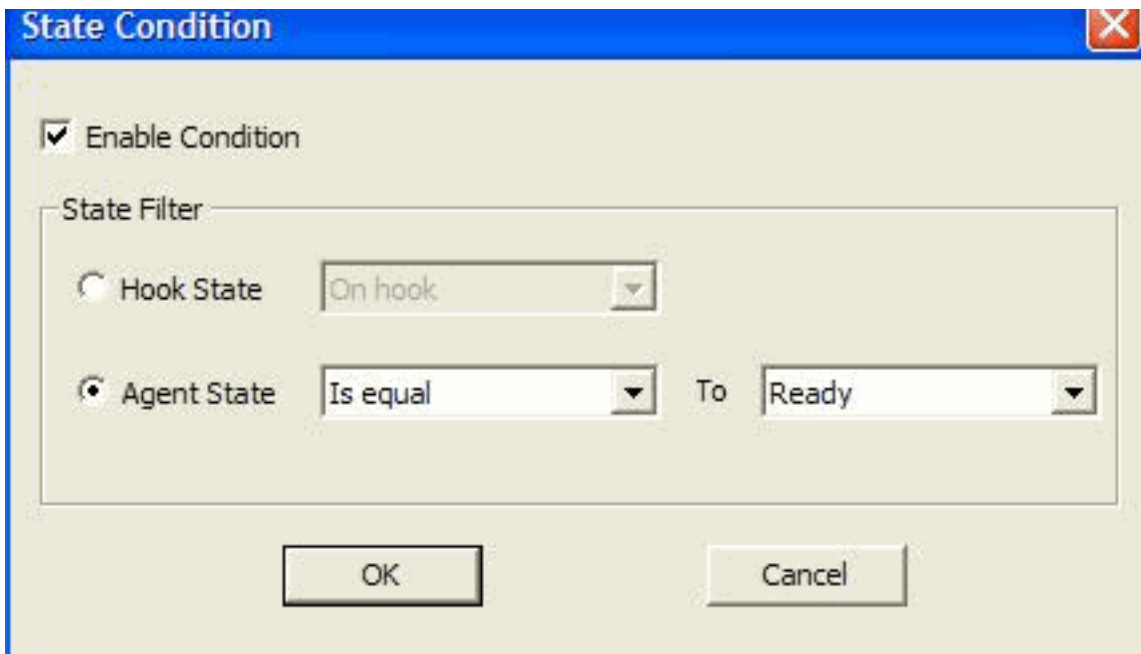 State Condition
Enable Condition
State Filter
Hook State On hook
Agent State Is equal To Ready
OK Cancel